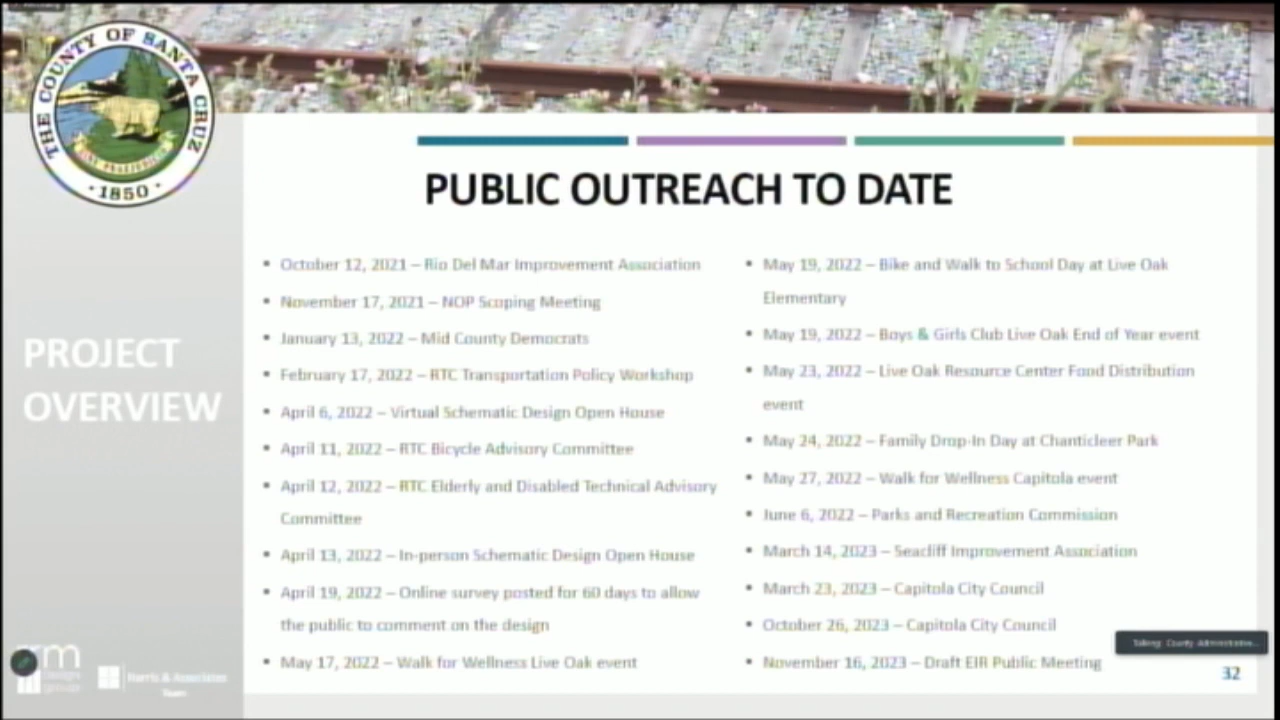 THE COUNTY OF SANTA CRUZ
1850
PUBLIC OUTREACH TO DATE
PROJECT
OVERVIEW
• October 12, 2021 – Rio Del Mar Improvement Association
• November 17, 2021 – NOP Scoping Meeting
• January 13, 2022 – Mid County Democrats
• February 17, 2022 – RTC Transportation Policy Workshop
• April 6, 2022 – Virtual Schematic Design Open House
• April 11, 2022 – RTC Bicycle Advisory Committee
• April 12, 2022 – RTC Elderly and Disabled Technical Advisory
Committee
• April 13, 2022 – In-person Schematic Design Open House
• April 19, 2022 – Online survey posted for 60 days to allow
the public to comment on the design
• May 17, 2022 – Walk for Wellness Live Oak event
• May 19, 2022 – Bike and Walk to School Day at Live Oak
Elementary
• May 19, 2022 – Boys & Girls Club Live Oak End of Year event
• May 23, 2022 – Live Oak Resource Center Food Distribution
event
• May 24, 2022 – Family Drop-In Day at Chanticleer Park
• May 27, 2022 – Walk for Wellness Capitola event
• June 6, 2022 – Parks and Recreation Commission
• March 14, 2023 – Seacliff Improvement Association
• March 23, 2023 – Capitola City Council
• October 26, 2023 – Capitola City Council
• November 16, 2023 – Draft EIR Public Meeting
Talking: County Administrative...
32
rm
design
group
Harris & Associates